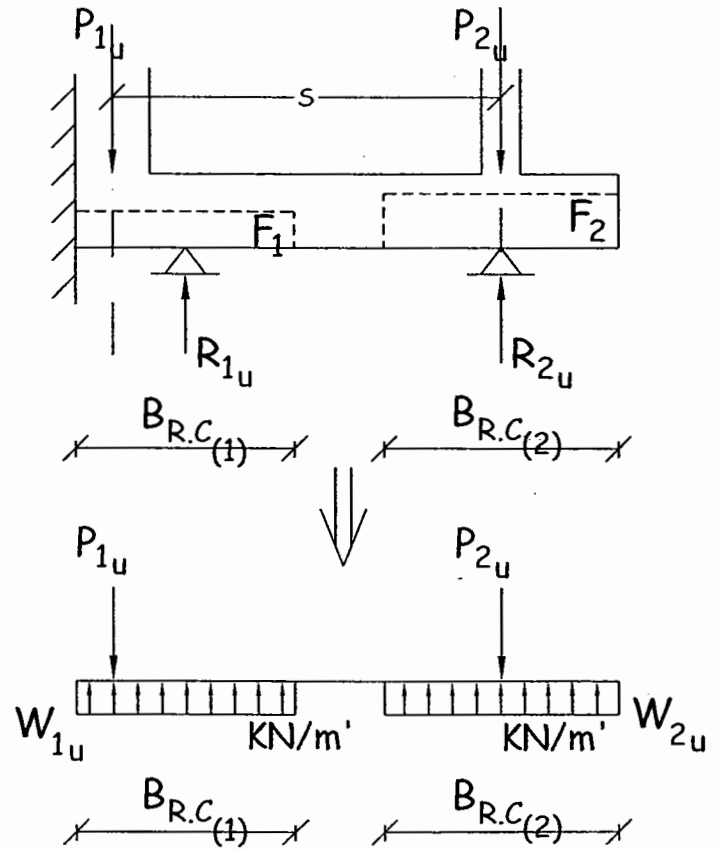 P1u P2u
S
F1 F2
R1u R2u
BR.C(1) BR.C(2)
P1u P2u
W1u KN/m' KN/m' W2u
BR.C(1) BR.C(2)